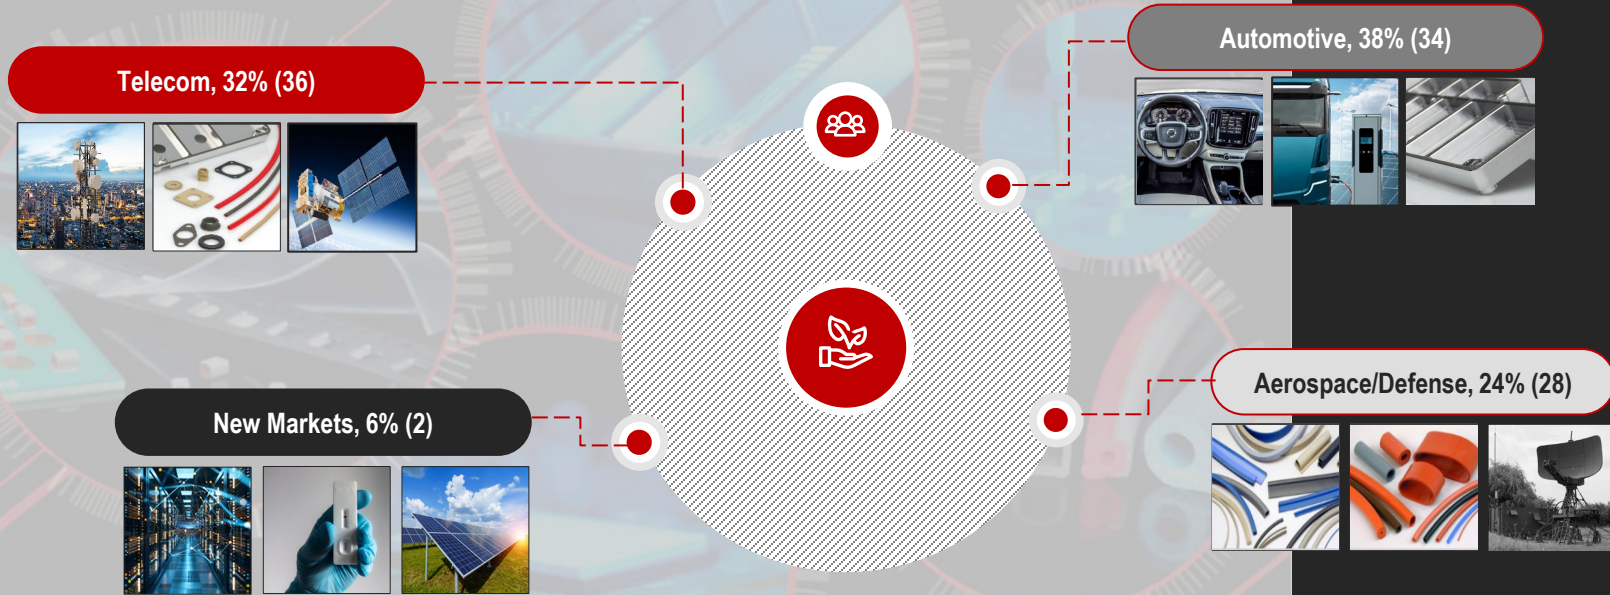 Telecom, 32% (36)
Automotive, 38% (34)
New Markets, 6% (2)
Aerospace/Defense, 24% (28)